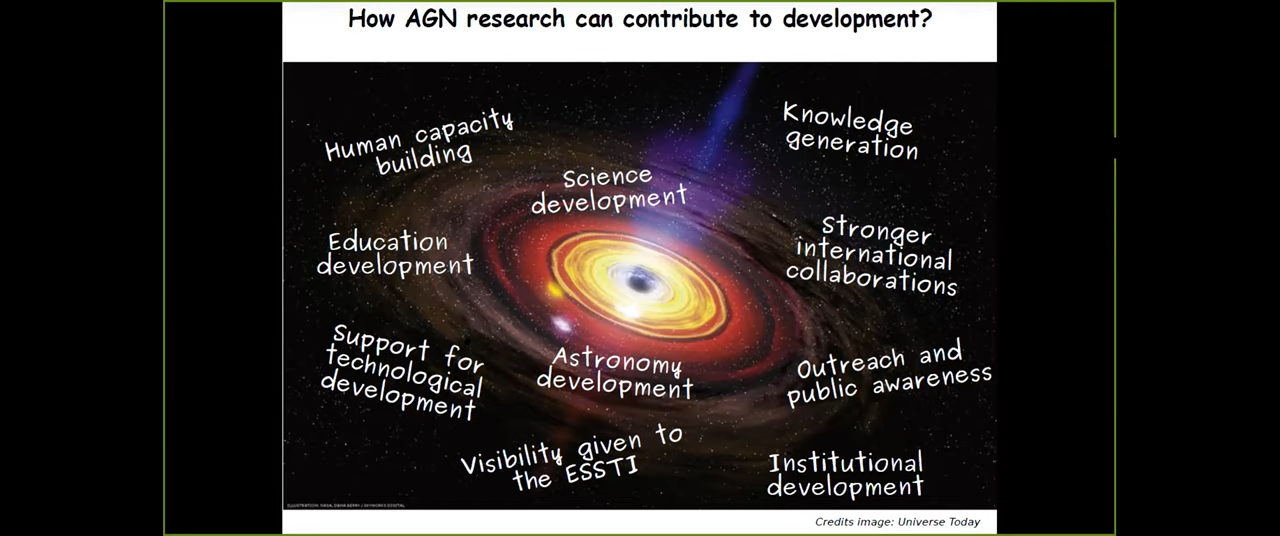 How AGN research can contribute to development?
Human capacity
building
Knowledge
generation
Science
development
Education
development
Stronger
international
collaborations
Support for
technological
development
Astronomy
development
Outreach and
public awareness
Visibility given to
the ESSTI
Institutional
development
Credits image: Universe Today